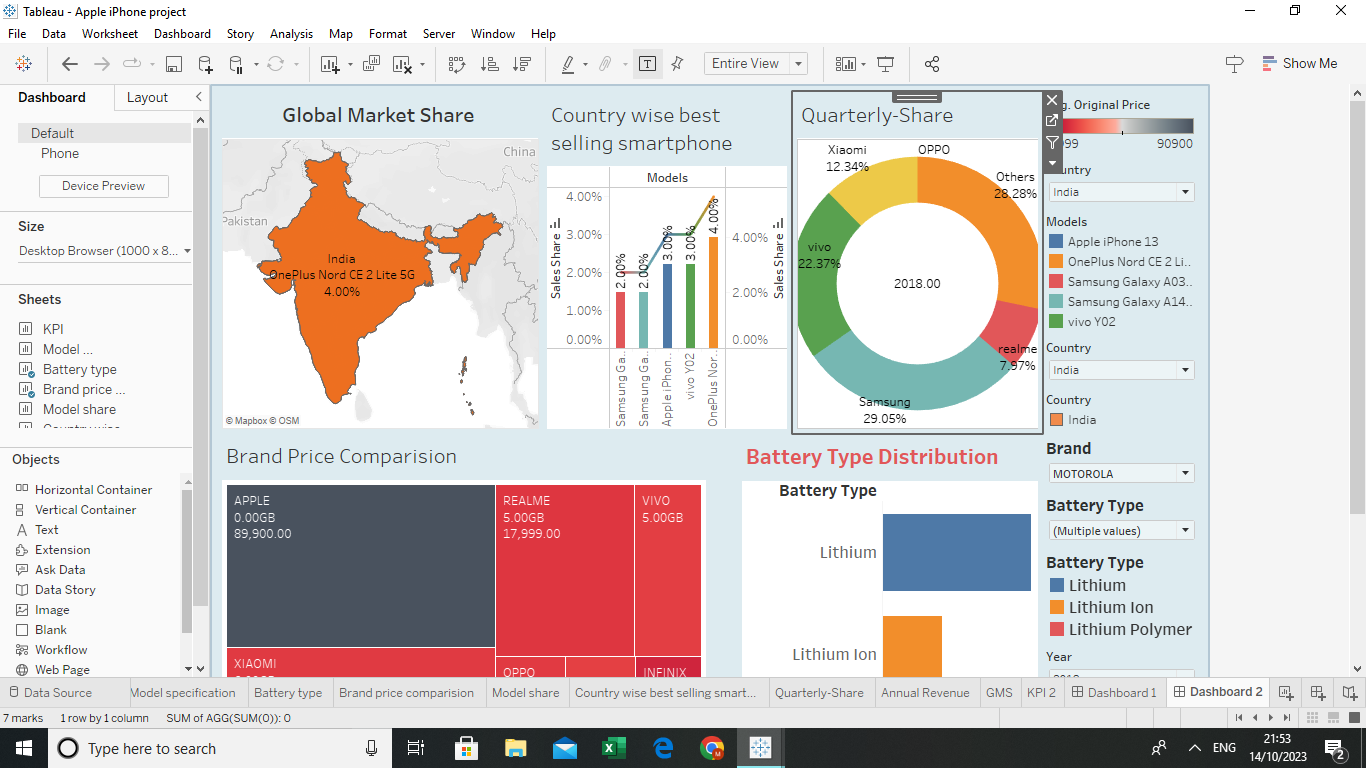 Tableau - Apple iPhone project
File Data Worksheet Dashboard Story Analysis Map Format Server Window Help
Entire View
Show Me
Dashboard Layout
Default
Phone
Device Preview
Size
Desktop Browser (1000 x 8...
Sheets
KPI
Model ...
Battery type
Brand price ...
Model share
Objects
Horizontal Container
Vertical Container
Text
Extension
Ask Data
Data Story
Image
Blank
Workflow
Web Page
Global Market Share
China
Pakistan
India
OnePlus Nord CE 2 Lite 5G
4.00%
© Mapbox © OSM
Country wise best
selling smartphone
Models
Sales Share
4.00%
3.00%
2.00%
1.00%
0.00%
2.00%
2.00%
3.00%
3.00%
4.00%
Samsung Ga..
Samsung Ga..
Apple iPhon..
vivo Y02
OnePlus Nor..
4.00%
2.00%
0.00%
Sales Share
Quarterly-Share
Xiaomi
12.34%
OPPO
Others
28.28%
vivo
22.37%
2018.00
realme
7.97%
Samsung
29.05%
g. Original Price
99 90900
Country
India
Models
Apple iPhone 13
OnePlus Nord CE 2 Li..
Samsung Galaxy A03..
Samsung Galaxy A14..
vivo Y02
Country
India
Country
India
Brand
MOTOROLA
Battery Type
(Multiple values)
Battery Type
Lithium
Lithium Ion
Lithium Polymer
Year
Brand Price Comparision
APPLE
0.00GB
89,900.00
REALME
5.00GB
17,999.00
VIVO
5.00GB
XIAOMI
OPPO
INFINIX
Battery Type Distribution
Battery Type
Lithium
Lithium Ion
Data Source Model specification Battery type Brand price comparision Model share Country wise best selling smart... Quarterly-Share Annual Revenue GMS KPI 2 Dashboard 1 Dashboard 2
7 marks 1 row by 1 column SUM of AGG(SUM(0)): 0
Type here to search
ENG
21:53
14/10/2023
2